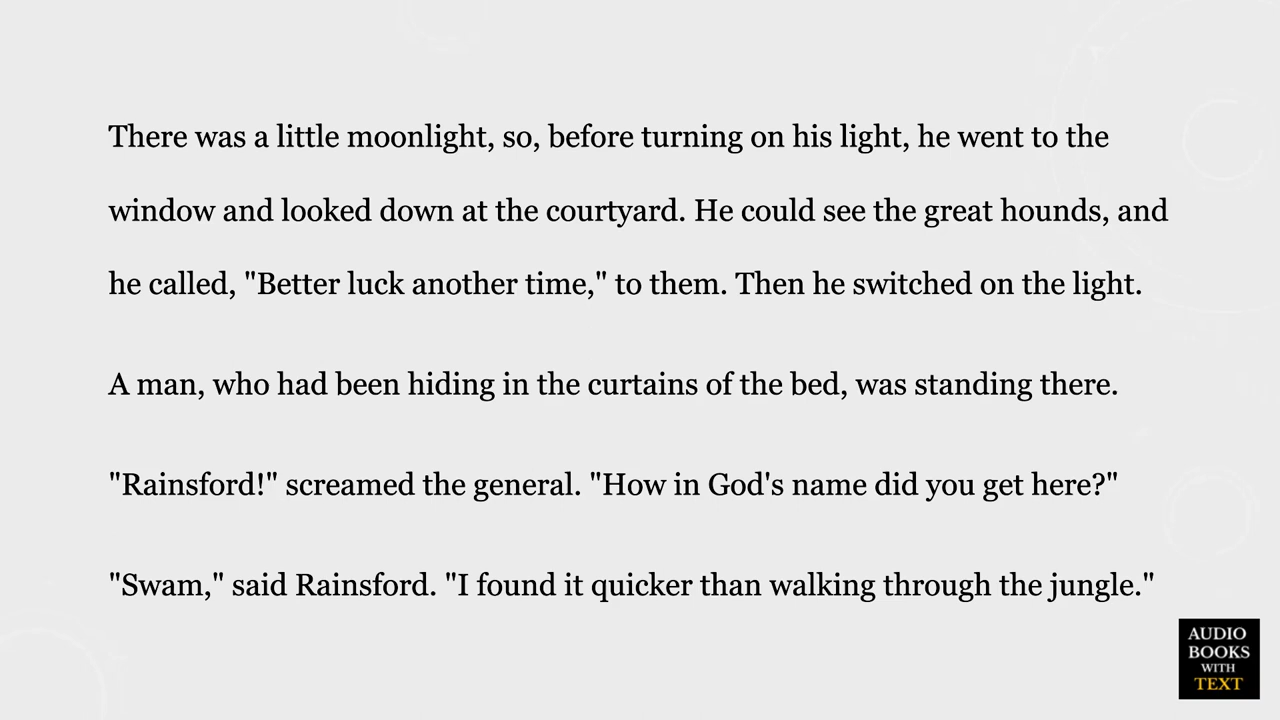 There was a little moonlight, so, before turning on his light, he went to the
window and looked down at the courtyard. He could see the great hounds, and
he called, "Better luck another time," to them. Then he switched on the light.
A man, who had been hiding in the curtains of the bed, was standing there.
"Rainsford!" screamed the general. "How in God's name did you get here?"
"Swam," said Rainsford. "I found it quicker than walking through the jungle."
AUDIO
BOOKS
WITH
TEXT